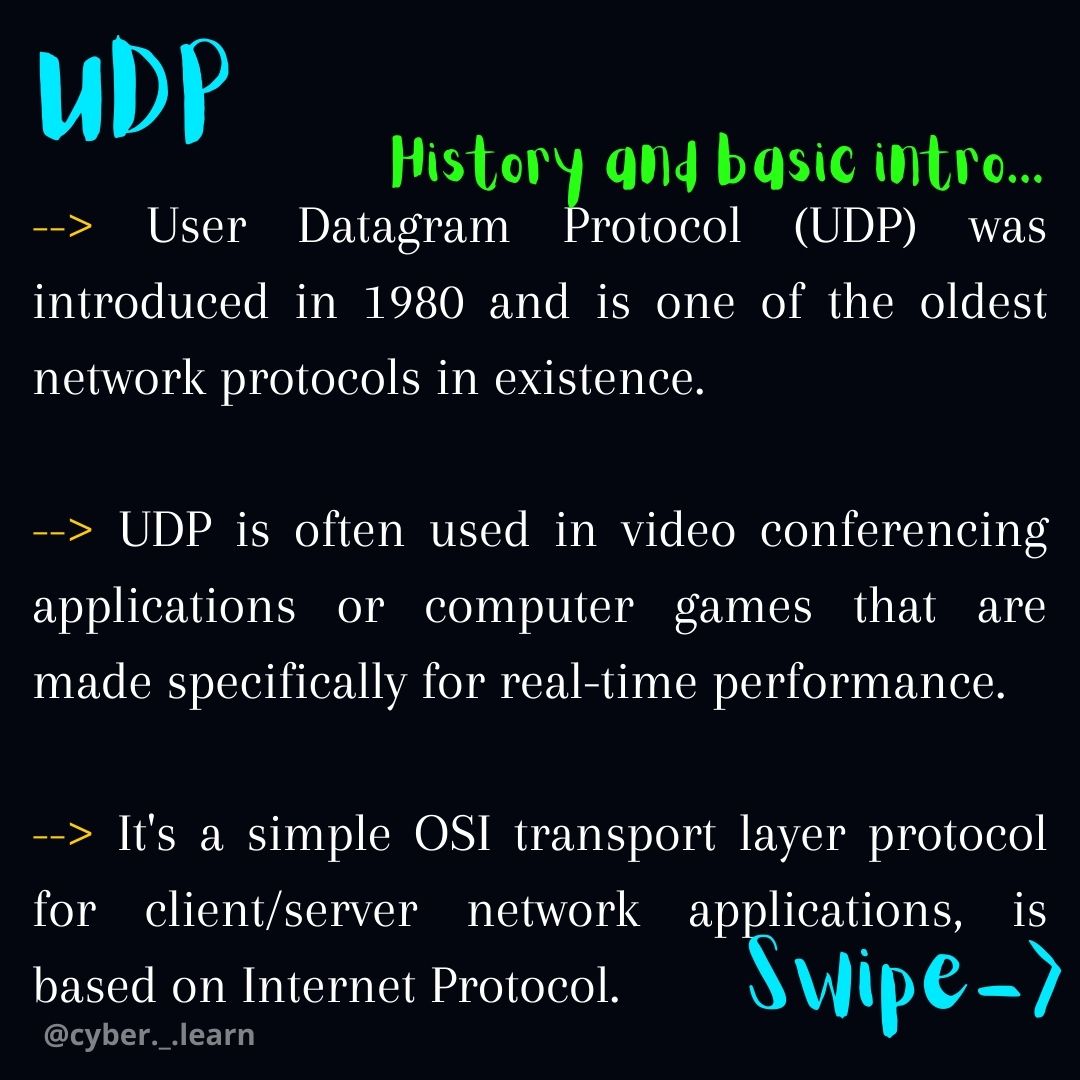 UDP
History and basic intro...
--> User Datagram Protocol (UDP) was
introduced in 1980 and is one of the oldest
network protocols in existence.
--> UDP is often used in video conferencing
applications or computer games that are
made specifically for real-time performance.
--> It's a simple OSI transport layer protocol
for client/server network applications, is
based on Internet Protocol.
Swipe->
@cyber._.learn